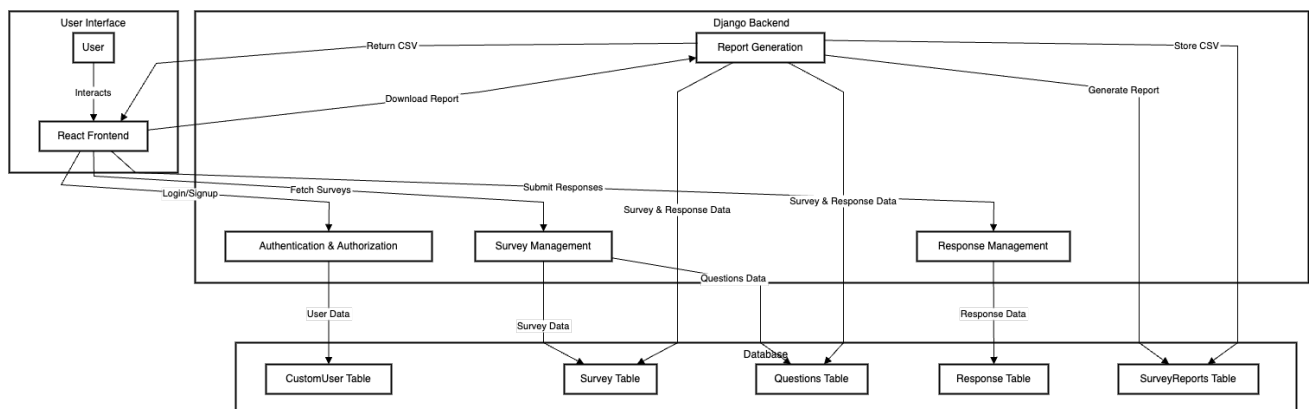 User Interface
Django Backend
User
Return CSV
Report Generation
Store CSV
Interacts
Download Report
Generate Report
React Frontend
Login/Signup
Fetch Surveys
Submit Responses
Survey & Response Data
Survey & Response Data
Authentication & Authorization
Survey Management
Response Management
Questions Data
User Data
Survey Data
Response Data
Database
CustomUser Table
Survey Table
Questions Table
Response Table
SurveyReports Table